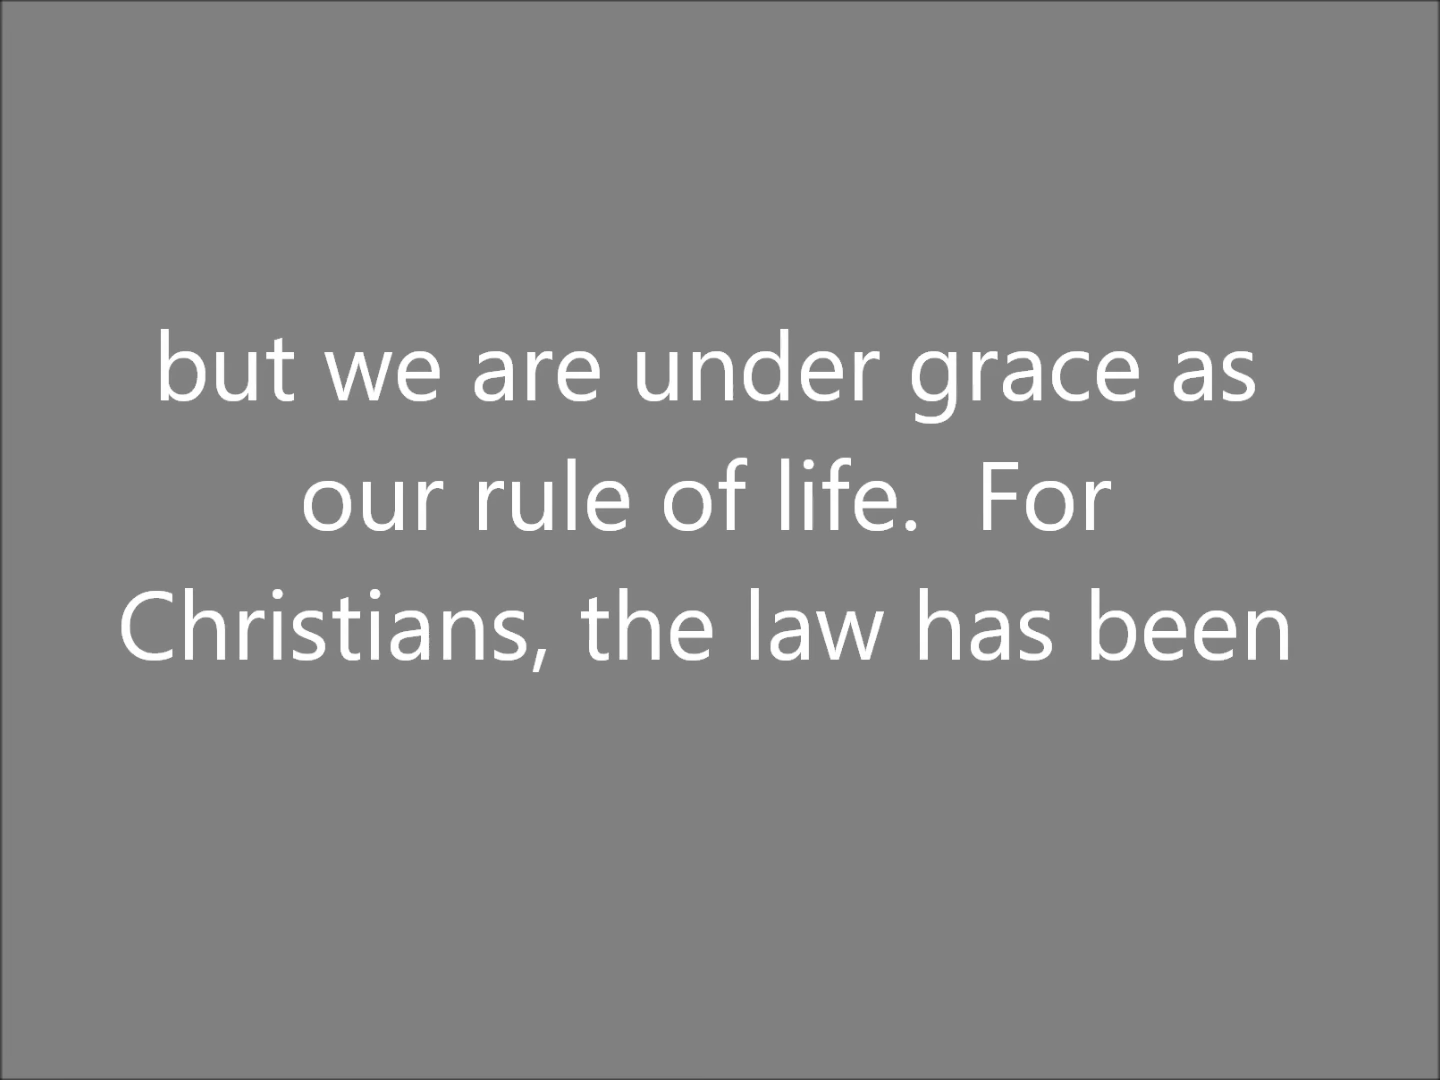 but we are under grace as
our rule of life.  For
Christians, the law has been